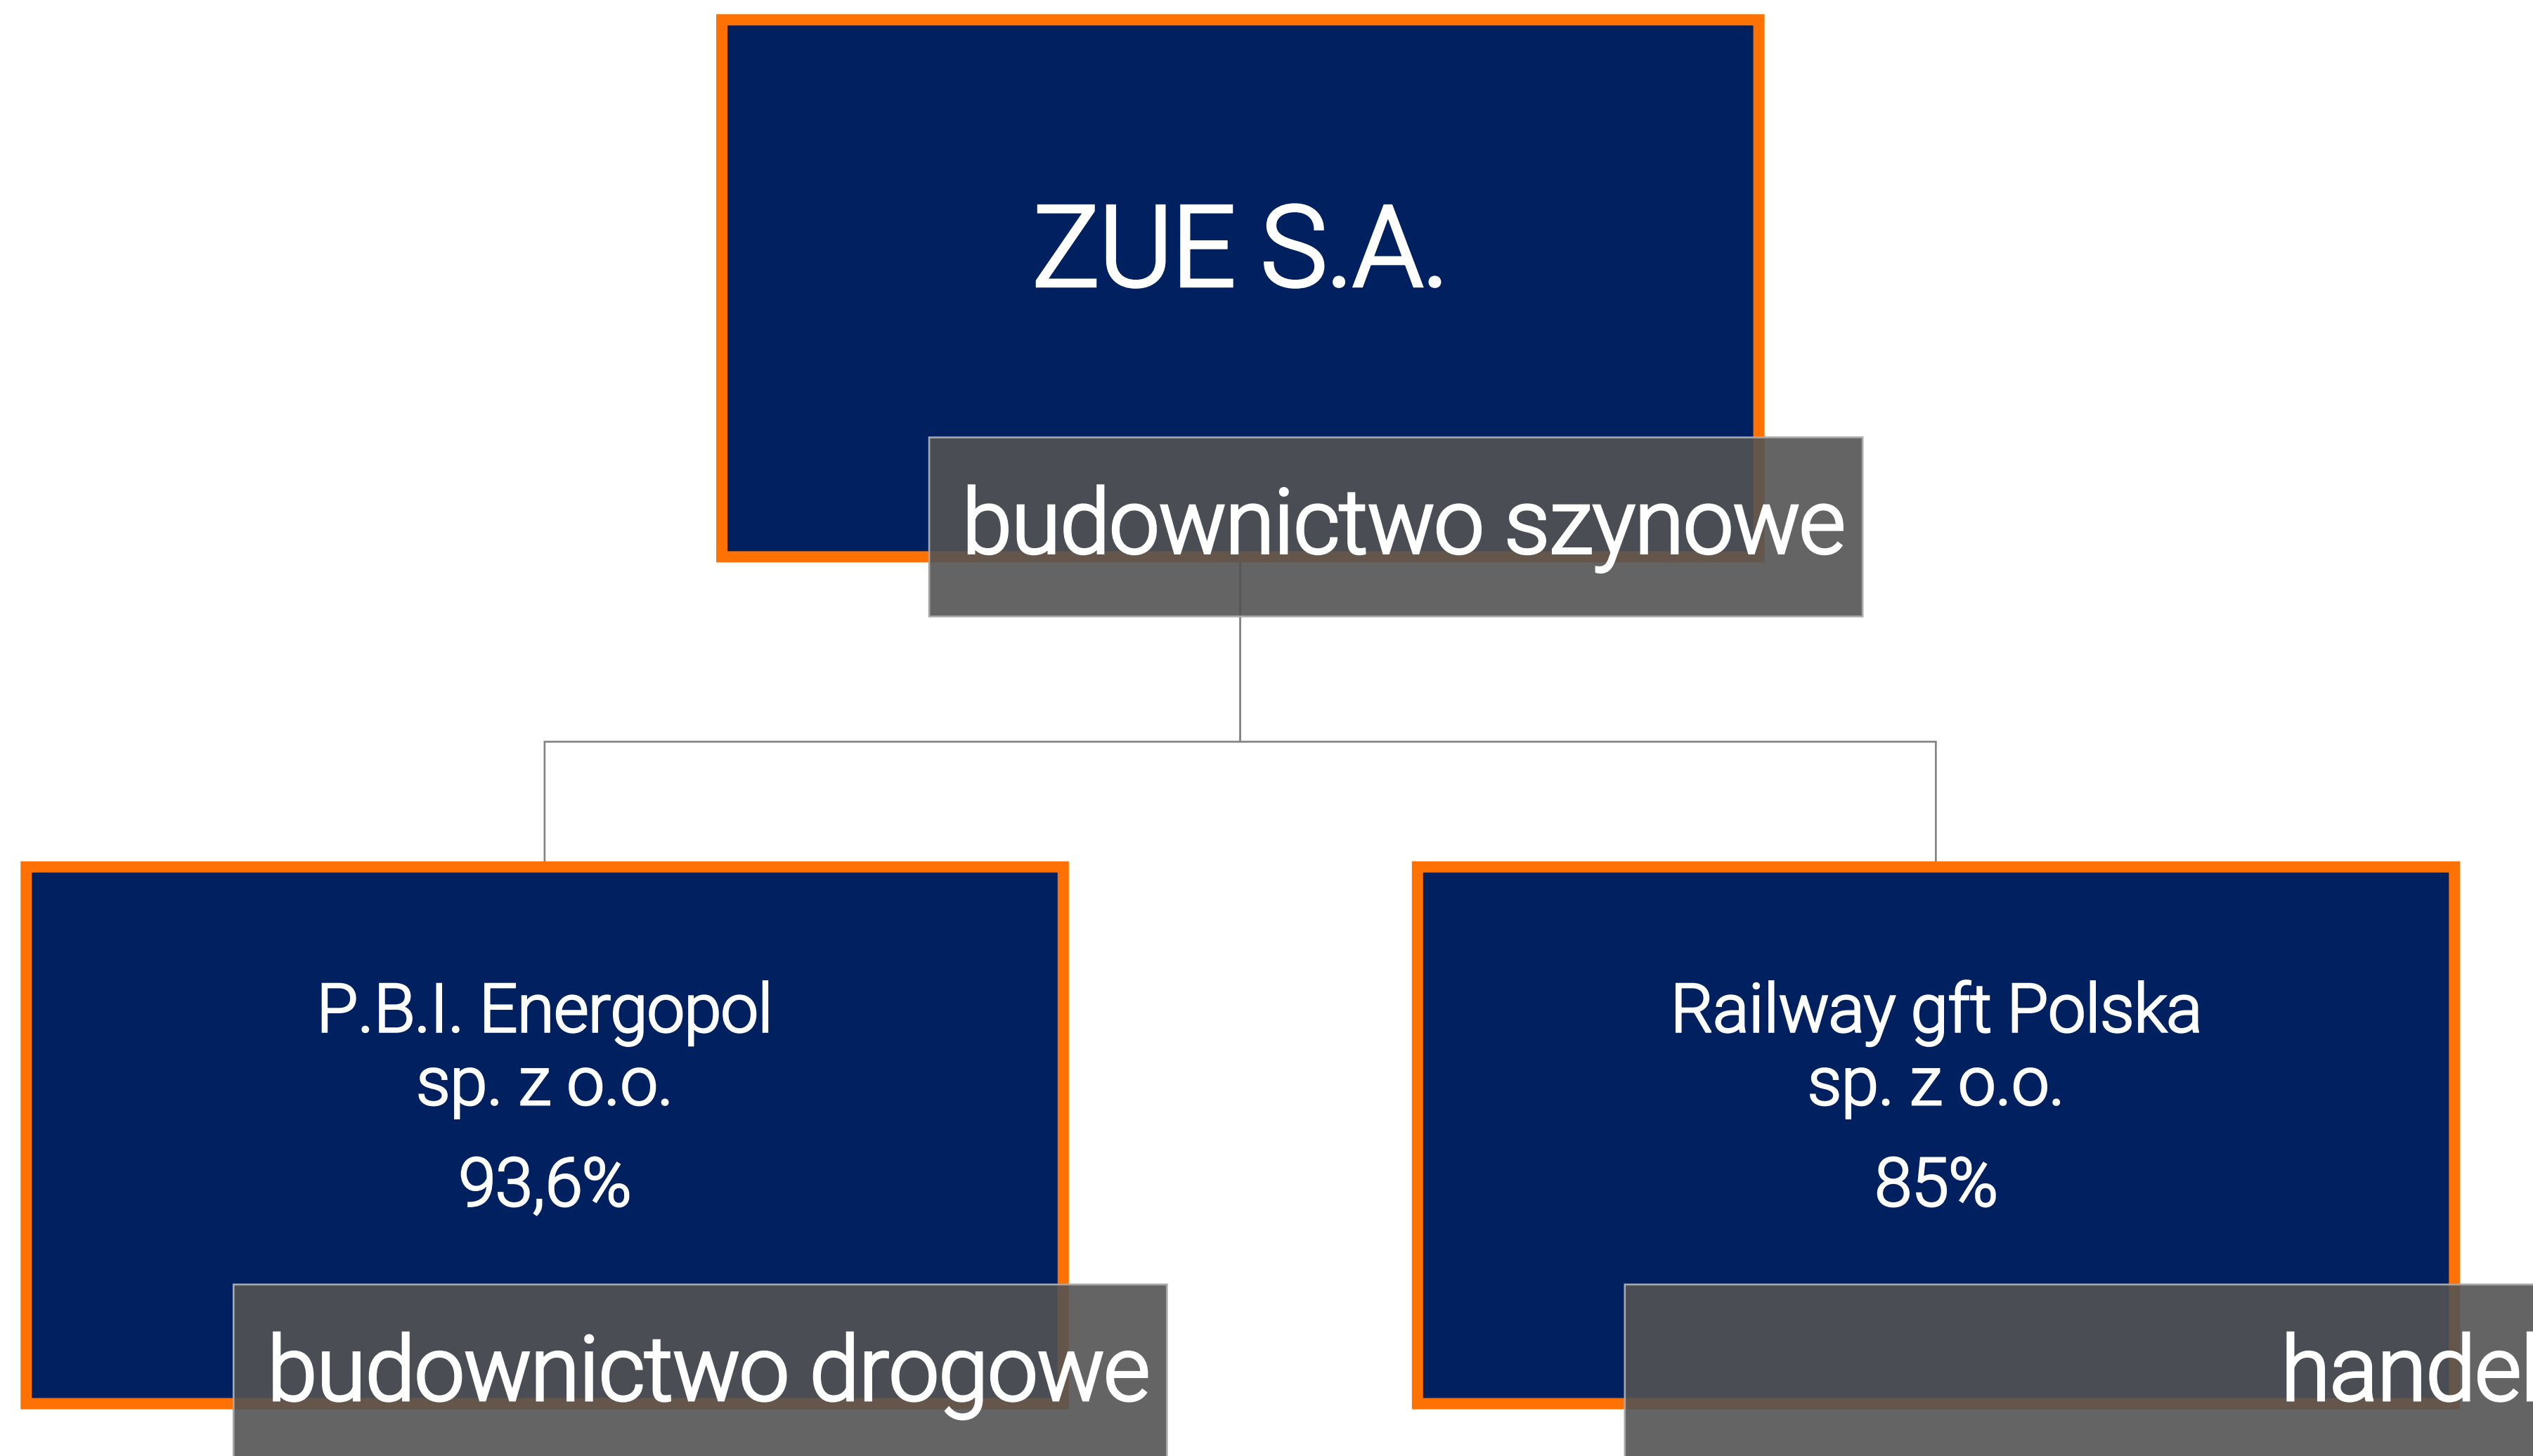 ZUE S.A.
budownictwo szynowe
P.B.I. Energopol
sp. z o.o.
93,6%
budownictwo drogowe
Railway gft Polska
sp. z o.o.
85%
handel